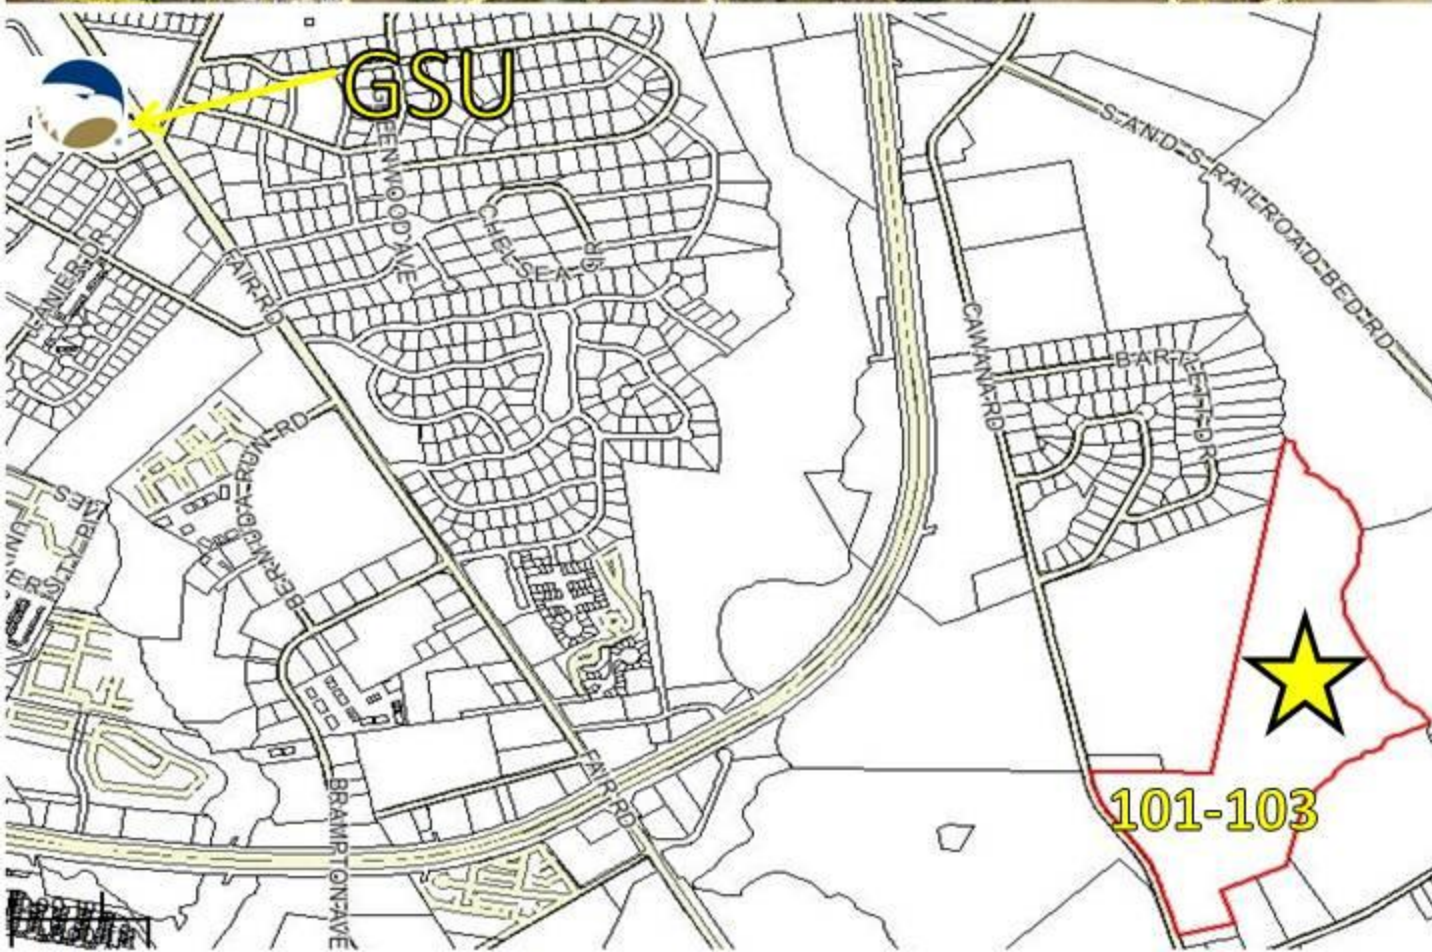 GSU
S-AND-S-RAILROAD-BED-RD
CHELSEA
FAIR-RD
LANIER-DR
CAWANA-RD
BARTLETT-DR
BERMUDA-RUN-RD
FAIR RD
101-103
BRAMPTON-AVE